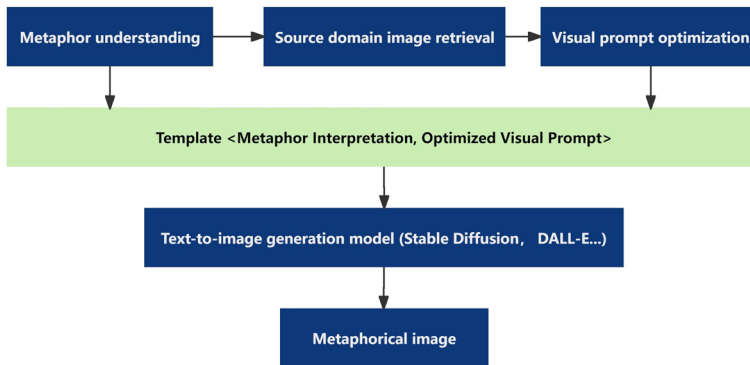 Metaphor understanding
Source domain image retrieval
Visual prompt optimization
Template <Metaphor Interpretation, Optimized Visual Prompt>
Text-to-image generation model (Stable Diffusion， DALL-E...)
Metaphorical image